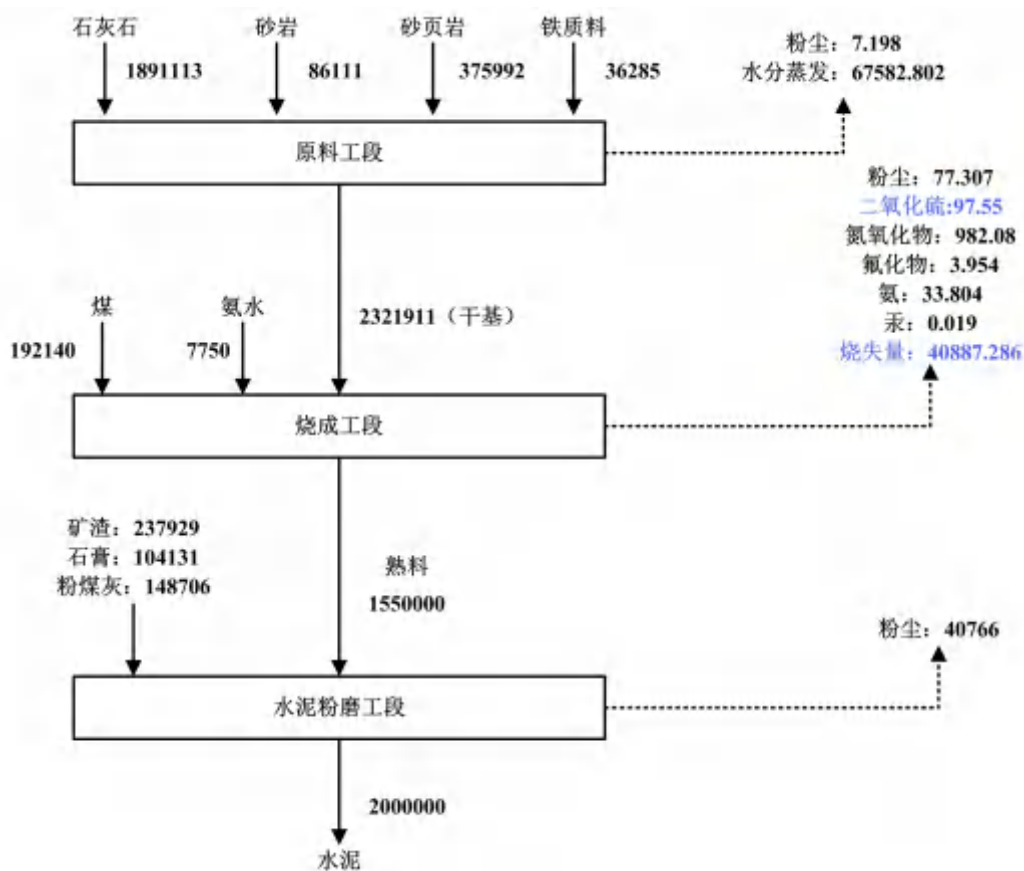 石灰石 砂岩 砂页岩 铁质料
1891113 86111 375992 36285
粉尘：7.198
水分蒸发：67582.802
原料工段
粉尘：77.307
二氧化硫:97.55
氮氧化物：982.08
氟化物：3.954
氨：33.804
汞：0.019
烧失量：40887.286
煤 氨水
192140 7750 2321911（干基）
烧成工段
矿渣：237929
石膏：104131
粉煤灰：148706
熟料
1550000
粉尘：40766
水泥粉磨工段
2000000
水泥